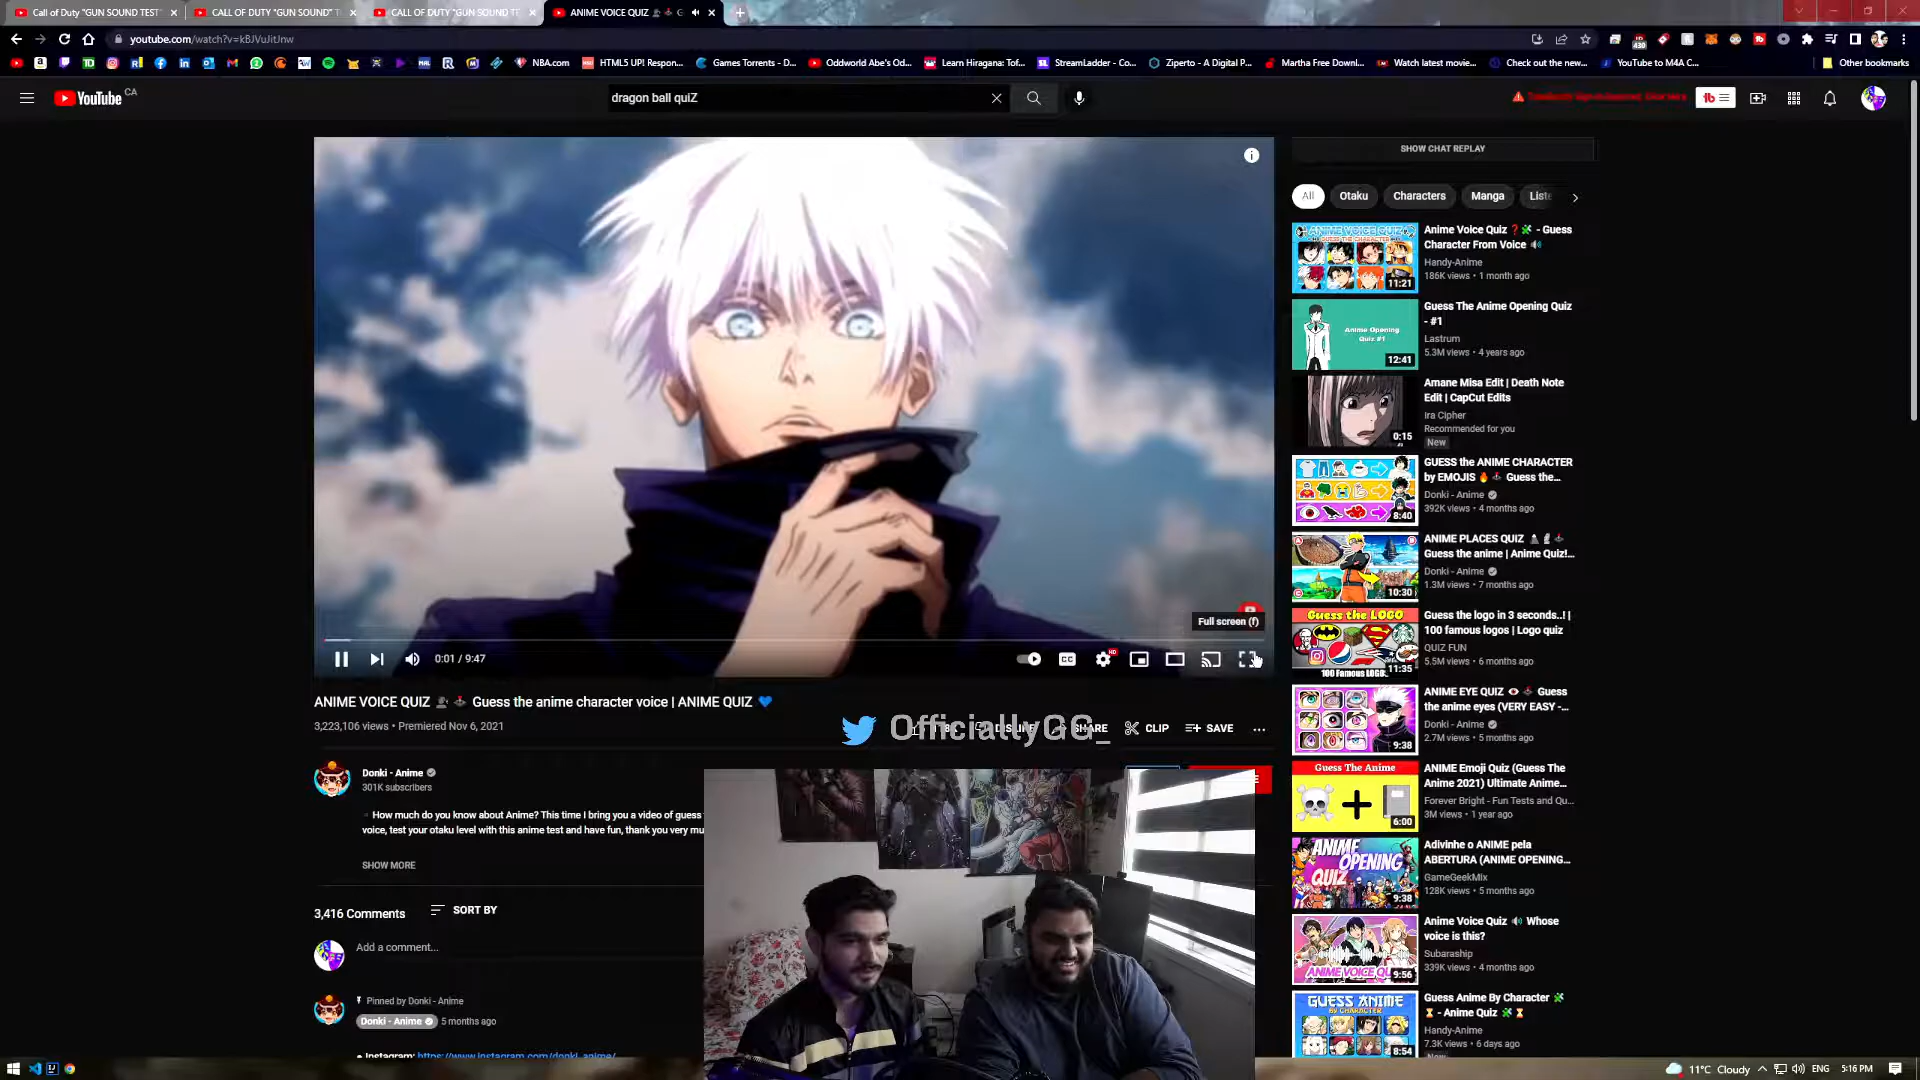 Call of Duty "GUN SOUND TEST"
CALL OF DUTY "GUN SOUND" T
CALL OF DUTY "GUN SOUND TE
ANIME VOICE QUIZ
youtube.com/watch?v=kBJVuJitJnw
NBA.com
HTML5 UP! Respon...
Games Torrents - D...
Oddworld Abe's Od...
Learn Hiragana: Tof...
StreamLadder - Co...
Ziperto - A Digital P...
Martha Free Downl...
Watch latest movie...
Check out the new...
YouTube to M4A C...
Other bookmarks
YouTube CA
dragon ball quiZ
SHOW CHAT REPLAY
All
Otaku
Characters
Manga
Liste
Full screen (f)
0:01 / 9:47
ANIME VOICE QUIZ Guess the anime character voice | ANIME QUIZ
3,223,106 views • Premiered Nov 6, 2021
OfficiallyGG_
DISLIKE
SHARE
CLIP
SAVE
Donki - Anime
301K subscribers
How much do you know about Anime? This time I bring you a video of guess
voice, test your otaku level with this anime test and have fun, thank you very mu
SHOW MORE
3,416 Comments
SORT BY
Add a comment...
Pinned by Donki - Anime
Donki - Anime
5 months ago
• Instagram: https://www.instagram.com/donki_anime/
ANIME VOICE QUIZ
11:21
Anime Voice Quiz ❓ - Guess
Character From Voice
Handy-Anime
186K views • 1 month ago
Anime Opening
Quiz #1
12:41
Guess The Anime Opening Quiz
- #1
Lastrum
5.3M views • 4 years ago
0:15
Amane Misa Edit | Death Note
Edit | CapCut Edits
Ira Cipher
Recommended for you
New
8:40
GUESS the ANIME CHARACTER
by EMOJIS Guess the...
Donki - Anime
392K views • 4 months ago
10:30
ANIME PLACES QUIZ
Guess the anime | Anime Quiz!...
Donki - Anime
1.3M views • 7 months ago
Guess the LOGO
11:35
100 Famous LOGO..
Guess the logo in 3 seconds..! |
100 famous logos | Logo quiz
QUIZ FUN
5.5M views • 6 months ago
9:38
ANIME EYE QUIZ Guess
the anime eyes (VERY EASY -...
Donki - Anime
2.7M views • 5 months ago
Guess The Anime
6:00
ANIME Emoji Quiz (Guess The
Anime 2021) Ultimate Anime...
Forever Bright - Fun Tests and Qu...
3M views • 1 year ago
ANIME
OPENING
QUIZ
9:38
Adivinhe o ANIME pela
ABERTURA (ANIME OPENING...
GameGeekMix
128K views • 5 months ago
ANIME VOICE QU
9:56
Anime Voice Quiz Whose
voice is this?
Subaraship
339K views • 4 months ago
GUESS ANIME
BY CHARACTER
8:54
Guess Anime By Character
- Anime Quiz
Handy-Anime
7.3K views • 6 days ago
New
11°C Cloudy
ENG
5:16 PM